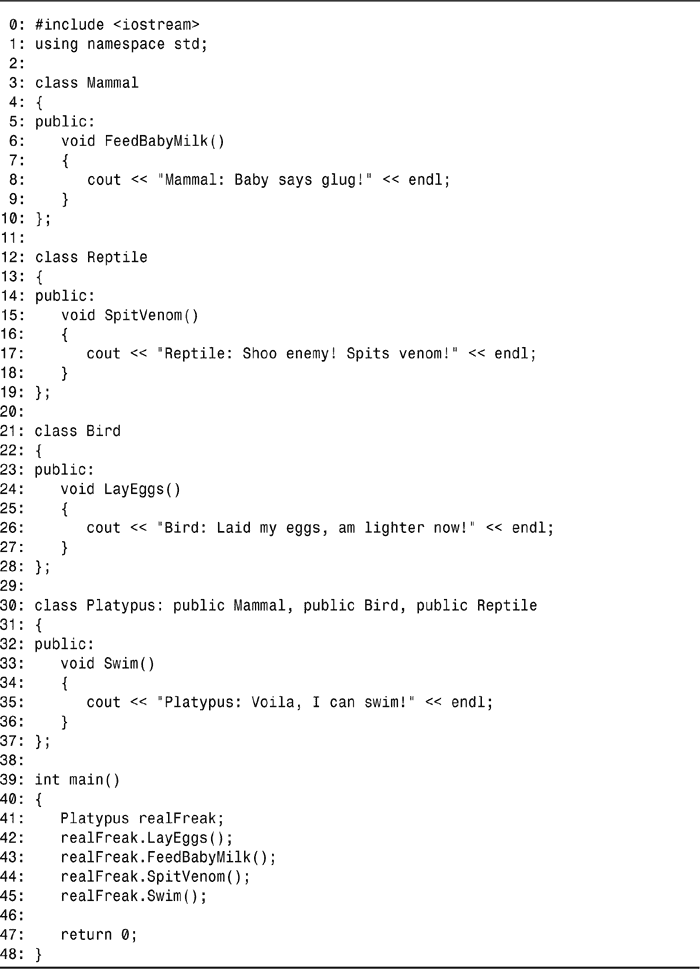 0: #include <iostream>
1: using namespace std;
2:
3: class Mammal
4: {
5: public:
6:    void FeedBabyMilk()
7:    {
8:       cout << "Mammal: Baby says glug!" << endl;
9:    }
10: };
11:
12: class Reptile
13: {
14: public:
15:    void SpitVenom()
16:    {
17:       cout << "Reptile: Shoo enemy! Spits venom!" << endl;
18:    }
19: };
20:
21: class Bird
22: {
23: public:
24:    void LayEggs()
25:    {
26:       cout << "Bird: Laid my eggs, am lighter now!" << endl;
27:    }
28: };
29:
30: class Platypus: public Mammal, public Bird, public Reptile
31: {
32: public:
33:    void Swim()
34:    {
35:       cout << "Platypus: Voila, I can swim!" << endl;
36:    }
37: };
38:
39: int main()
40: {
41:    Platypus realFreak;
42:    realFreak.LayEggs();
43:    realFreak.FeedBabyMilk();
44:    realFreak.SpitVenom();
45:    realFreak.Swim();
46:
47:    return 0;
48: }